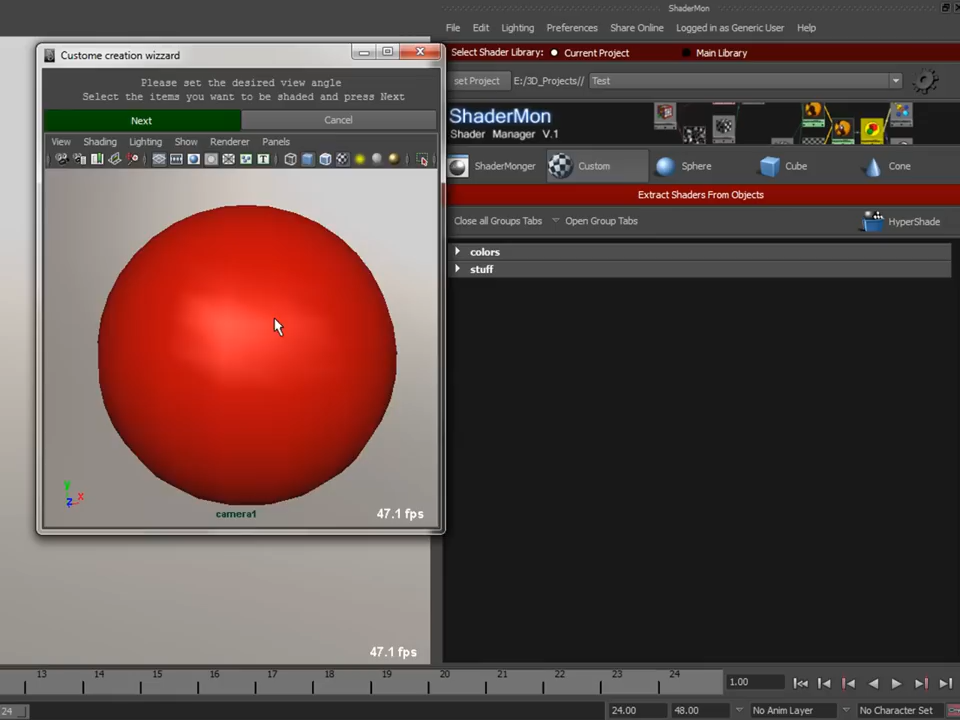 ShaderMon
File Edit Lighting Preferences Share Online Logged in as Generic User Help
Custome creation wizzard
Select Shader Library: Current Project Main Library
Please set the desired view angle
Select the items you want to be shaded and press Next
set Project E:/3D_Projects// Test
Next Cancel
ShaderMon
Shader Manager V.1
View Shading Lighting Show Renderer Panels
ShaderMonger Custom Sphere Cube Cone
Extract Shaders From Objects
Close all Groups Tabs Open Group Tabs HyperShade
colors
stuff
y
x
z
camera1
47.1 fps
47.1 fps
13 14 15 16 17 18 19 20 21 22 23 24
1.00
24
24.00 48.00 No Anim Layer No Character Set